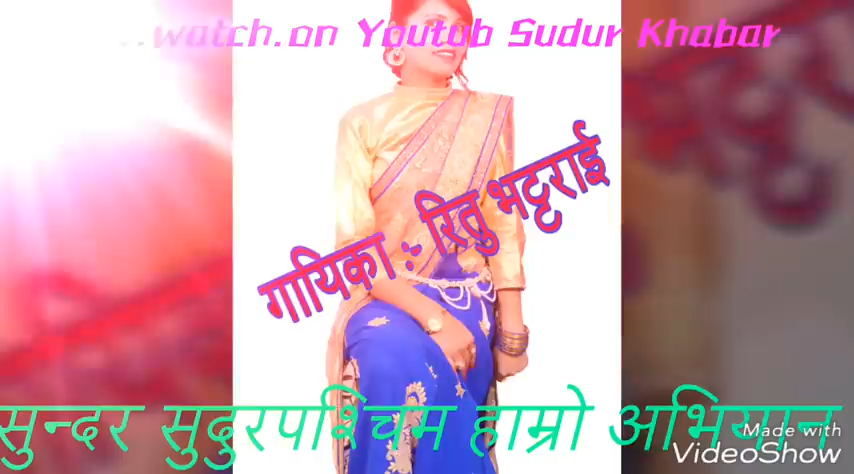 ..watch.on Youtub Sudur Khabar
गायिका :- रितु भट्टराई
सुन्दर सुदुरपश्चिम हाम्रो अभियान
Made with
VideoShow